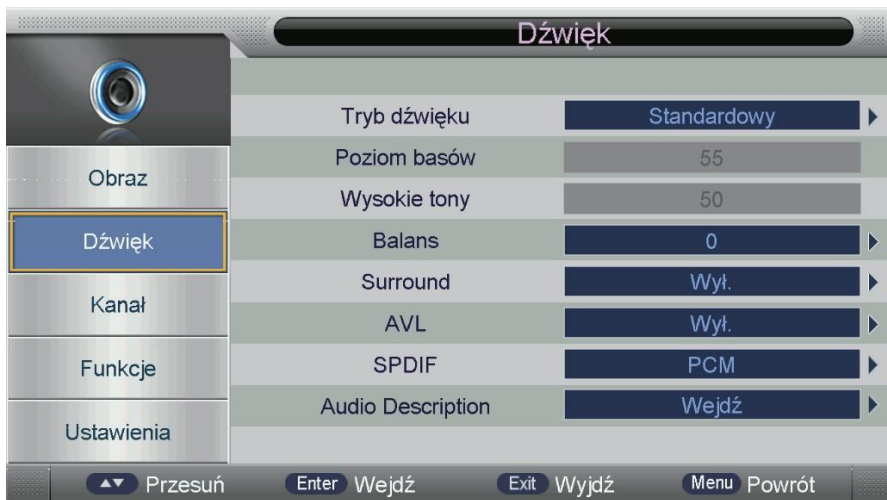 Dźwięk
Obraz
Dźwięk
Kanał
Funkcje
Ustawienia
Tryb dźwięku Standardowy
Poziom basów 55
Wysokie tony 50
Balans 0
Surround Wył.
AVL Wył.
SPDIF PCM
Audio Description Wejdź
Przesuń Enter Wejdź Exit Wyjdź Menu Powrót